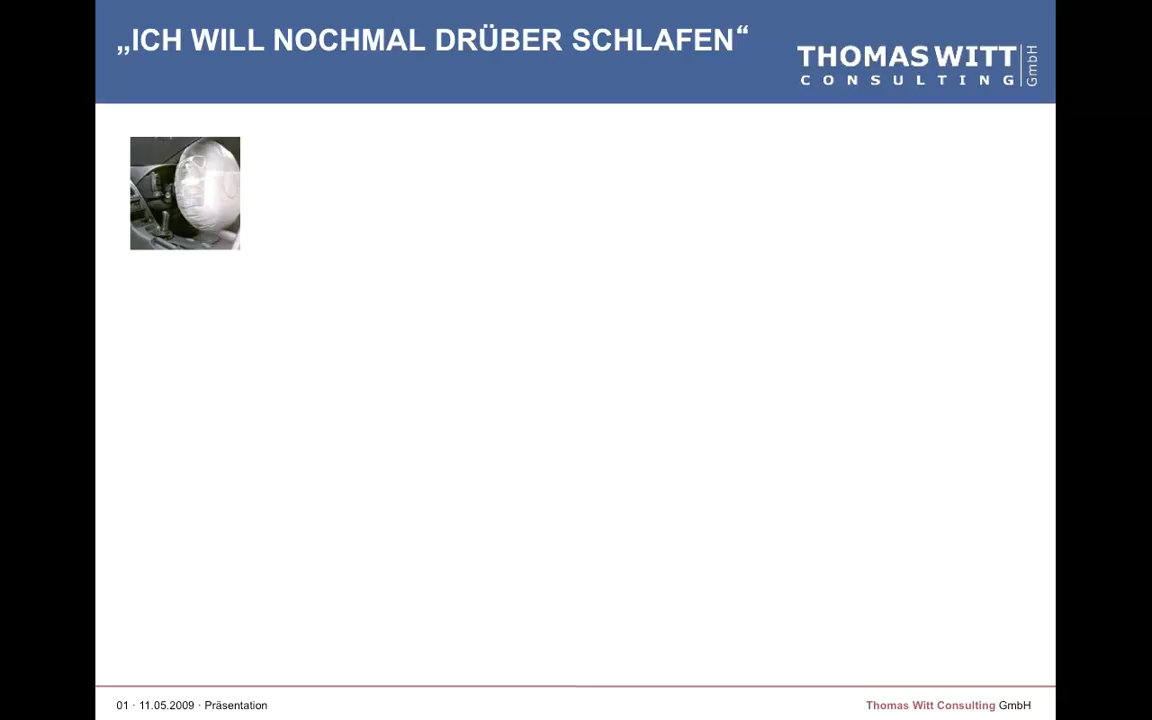 „ICH WILL NOCHMAL DRÜBER SCHLAFEN“
THOMAS WITT
CONSULTING
GmbH
01 · 11.05.2009 · Präsentation
Thomas Witt Consulting GmbH